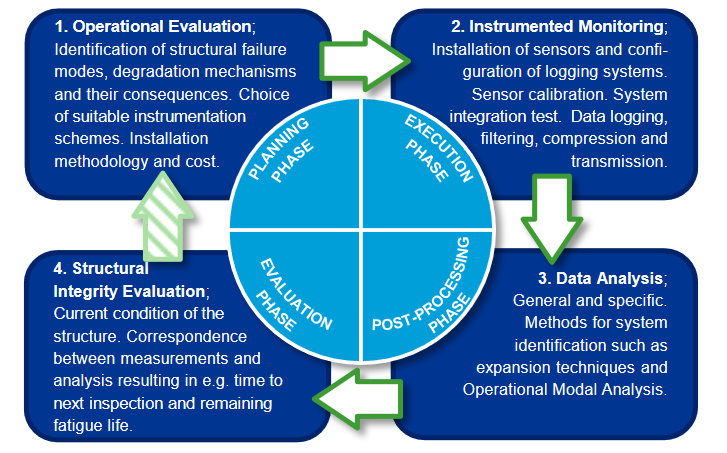 1. Operational Evaluation;
Identification of structural failure
modes, degradation mechanisms
and their consequences. Choice
of suitable instrumentation
schemes. Installation
methodology and cost.
2. Instrumented Monitoring;
Installation of sensors and confi-
guration of logging systems.
Sensor calibration. System
integration test. Data logging,
filtering, compression and
transmission.
PLANNING
PHASE
EXECUTION
PHASE
EVALUATION
PHASE
POST-PROCESSING
PHASE
4. Structural
Integrity Evaluation;
Current condition of the
structure. Correspondence
between measurements and
analysis resulting in e.g. time to
next inspection and remaining
fatigue life.
3. Data Analysis;
General and specific.
Methods for system
identification such as
expansion techniques and
Operational Modal Analysis.